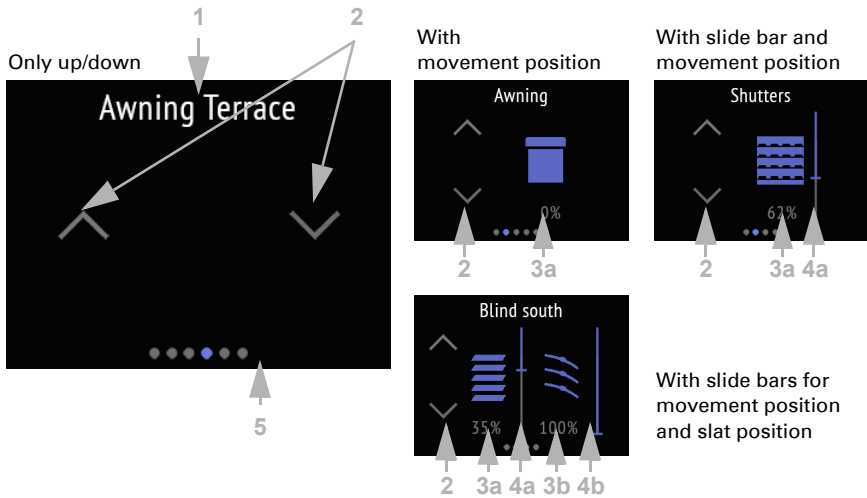 1
2
Only up/down
Awning Terrace
5
With
movement position
Awning
0%
2
3a
With slide bar and
movement position
Shutters
62%
2
3a
4a
Blind south
35%
100%
2
3a
4a
3b
4b
With slide bars for
movement position
and slat position